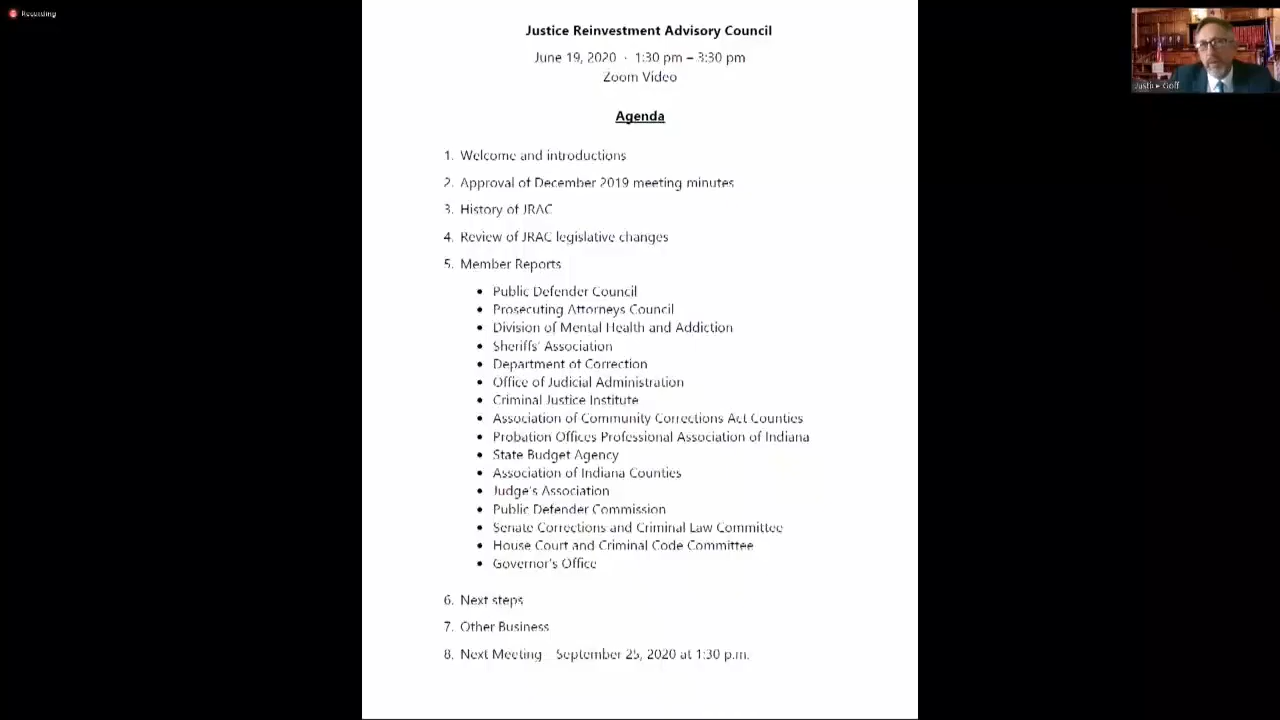 Recording
Justice Reinvestment Advisory Council
June 19, 2020 · 1:30 pm – 3:30 pm
Zoom Video
Agenda
1. Welcome and introductions
2. Approval of December 2019 meeting minutes
3. History of JRAC
4. Review of JRAC legislative changes
5. Member Reports
• Public Defender Council
• Prosecuting Attorneys Council
• Division of Mental Health and Addiction
• Sheriffs' Association
• Department of Correction
• Office of Judicial Administration
• Criminal Justice Institute
• Association of Community Corrections Act Counties
• Probation Offices Professional Association of Indiana
• State Budget Agency
• Association of Indiana Counties
• Judge's Association
• Public Defender Commission
• Senate Corrections and Criminal Law Committee
• House Court and Criminal Code Committee
• Governor's Office
6. Next steps
7. Other Business
8. Next Meeting – September 25, 2020 at 1:30 p.m.
Goff